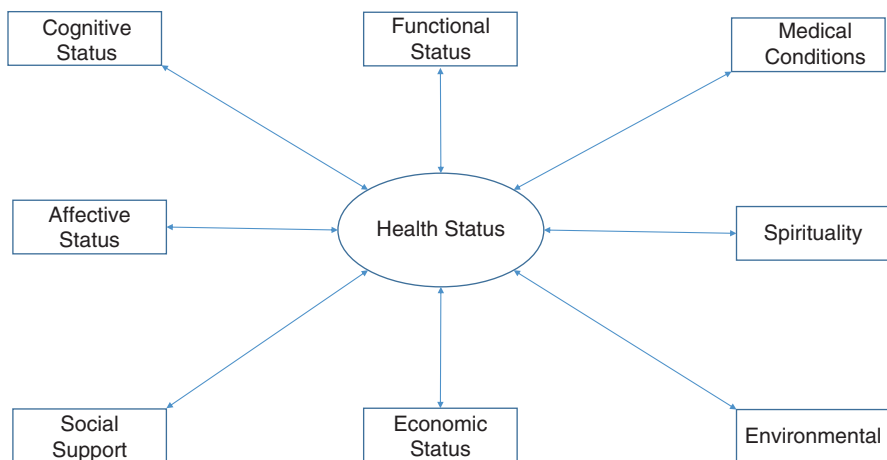 Cognitive
Status
Functional
Status
Medical
Conditions
Affective
Status
Health Status
Spirituality
Social
Support
Economic
Status
Environmental